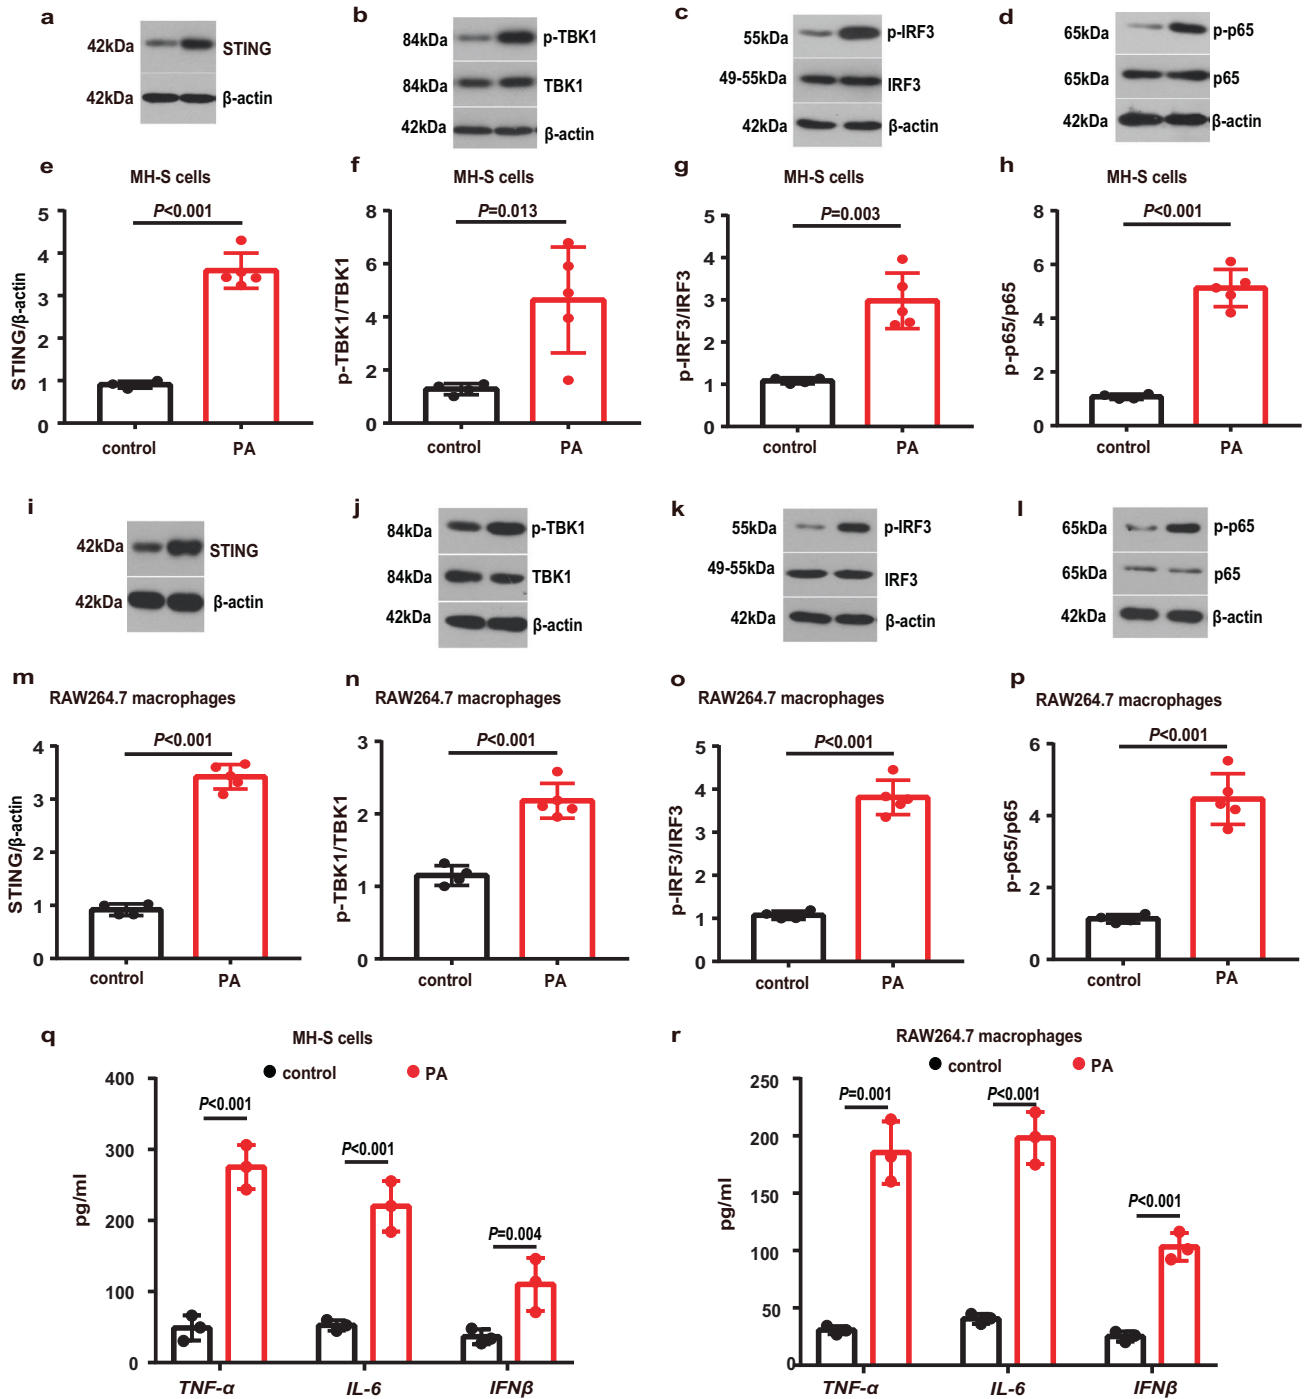 a
42kDa STING
42kDa β-actin
b
84kDa p-TBK1
84kDa TBK1
42kDa β-actin
c
55kDa p-IRF3
49-55kDa IRF3
42kDa β-actin
d
65kDa p-p65
65kDa p65
42kDa β-actin
e
MH-S cells
P<0.001
STING/β-actin
5
4
3
2
1
0
control PA
f
MH-S cells
P=0.013
p-TBK1/TBK1
8
6
4
2
0
control PA
g
MH-S cells
P=0.003
p-IRF3/IRF3
5
4
3
2
1
0
control PA
h
MH-S cells
P<0.001
p-p65/p65
8
6
4
2
0
control PA
i
42kDa STING
42kDa β-actin
j
84kDa p-TBK1
84kDa TBK1
42kDa β-actin
k
55kDa p-IRF3
49-55kDa IRF3
42kDa β-actin
l
65kDa p-p65
65kDa p65
42kDa β-actin
m
RAW264.7 macrophages
P<0.001
STING/β-actin
4
3
2
1
0
control PA
n
RAW264.7 macrophages
P<0.001
p-TBK1/TBK1
3
2
1
0
control PA
o
RAW264.7 macrophages
P<0.001
p-IRF3/IRF3
5
4
3
2
1
0
control PA
p
RAW264.7 macrophages
P<0.001
p-p65/p65
6
4
2
0
control PA
q
MH-S cells
control PA
pg/ml
400
300
200
100
0
P<0.001
P<0.001
P=0.004
TNF-α IL-6 IFNβ
r
RAW264.7 macrophages
control PA
pg/ml
250
200
150
100
50
0
P=0.001
P<0.001
P<0.001
TNF-α IL-6 IFNβ